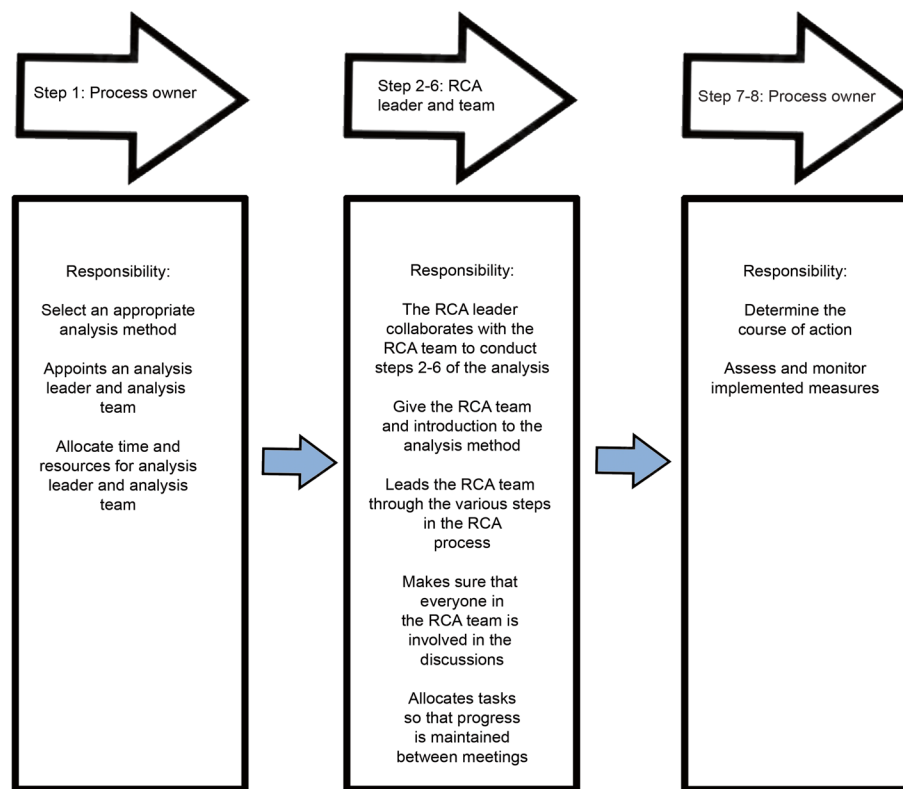 Step 1: Process owner
Step 2-6: RCA
leader and team
Step 7-8: Process owner
Responsibility:
Select an appropriate
analysis method
Appoints an analysis
leader and analysis
team
Allocate time and
resources for analysis
leader and analysis
team
Responsibility:
The RCA leader
collaborates with the
RCA team to conduct
steps 2-6 of the analysis
Give the RCA team
and introduction to the
analysis method
Leads the RCA team
through the various steps
in the RCA
process
Makes sure that
everyone in
the RCA team is
involved in the
discussions
Allocates tasks
so that progress
is maintained
between meetings
Responsibility:
Determine the
course of action
Assess and monitor
implemented measures